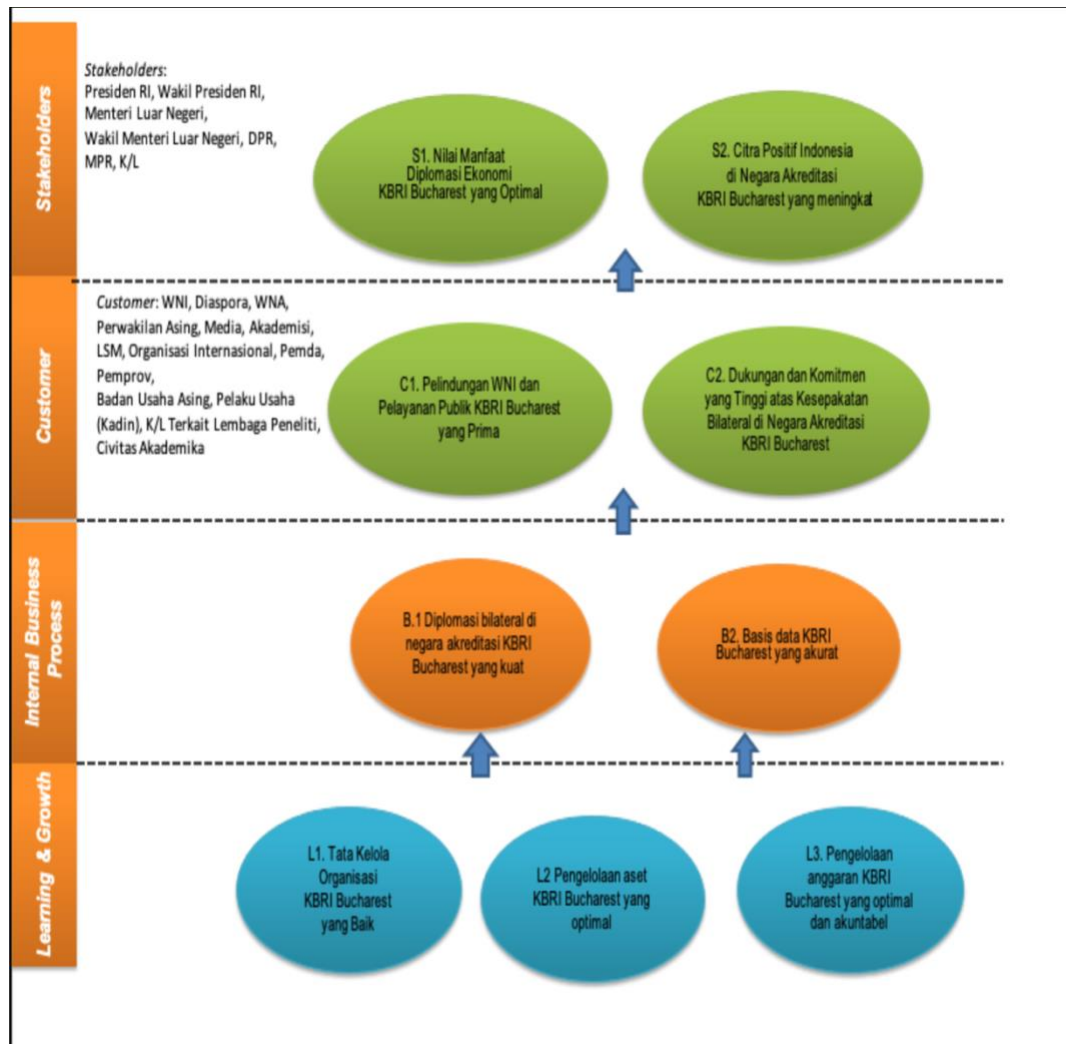 Stakeholders
Stakeholders:
Presiden RI, Wakil Presiden RI,
Menteri Luar Negeri,
Wakil Menteri Luar Negeri, DPR,
MPR, K/L
S1. Nilai Manfaat
Diplomasi Ekonomi
KBRI Bucharest yang Optimal
S2. Citra Positif Indonesia
di Negara Akreditasi
KBRI Bucharest yang meningkat
Customer
Customer: WNI, Diaspora, WNA,
Perwakilan Asing, Media, Akademisi,
LSM, Organisasi Internasional, Pemda,
Pemprov,
Badan Usaha Asing, Pelaku Usaha
(Kadin), K/L Terkait Lembaga Peneliti,
Civitas Akademika
C1. Pelindungan WNI dan
Pelayanan Publik KBRI Bucharest
yang Prima
C2. Dukungan dan Komitmen
yang Tinggi atas Kesepakatan
Bilateral di Negara Akreditasi
KBRI Bucharest
Internal Business
Process
B.1 Diplomasi bilateral di
negara akreditasi KBRI
Bucharest yang kuat
B2. Basis data KBRI
Bucharest yang akurat
Learning & Growth
L1. Tata Kelola
Organisasi
KBRI Bucharest
yang Baik
L2 Pengelolaan aset
KBRI Bucharest yang
optimal
L3. Pengelolaan
anggaran KBRI
Bucharest yang optimal
dan akuntabel